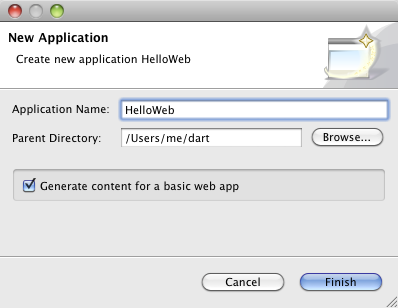 New Application
Create new application HelloWeb
Application Name: HelloWeb
Parent Directory: /Users/me/dart Browse...
Generate content for a basic web app
Cancel Finish